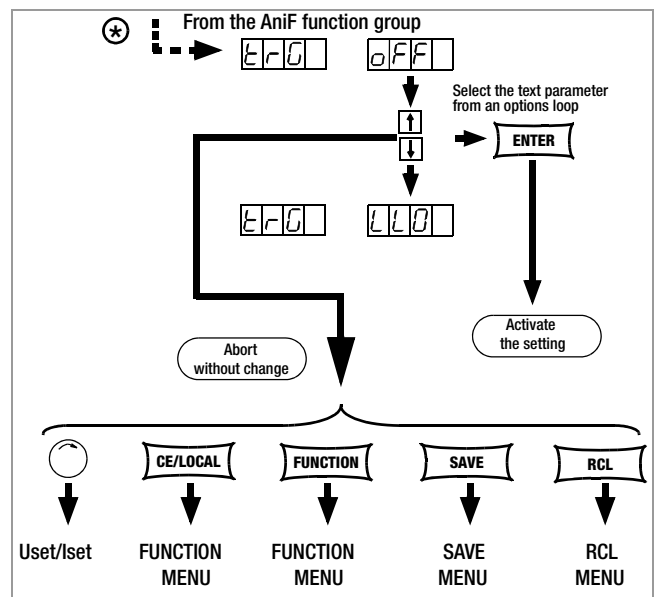 From the AniF function group
trG oFF
Select the text parameter
from an options loop
ENTER
trG LLO
Activate
the setting
Abort
without change
CE/LOCAL FUNCTION SAVE RCL
Uset/Iset FUNCTION MENU FUNCTION MENU SAVE MENU RCL MENU